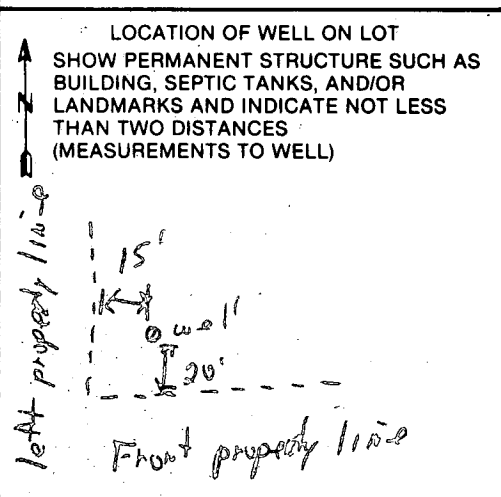 LOCATION OF WELL ON LOT
SHOW PERMANENT STRUCTURE SUCH AS
BUILDING, SEPTIC TANKS, AND/OR
N LANDMARKS AND INDICATE NOT LESS
THAN TWO DISTANCES
(MEASUREMENTS TO WELL)
left property line
15'
well
20'
Front property line